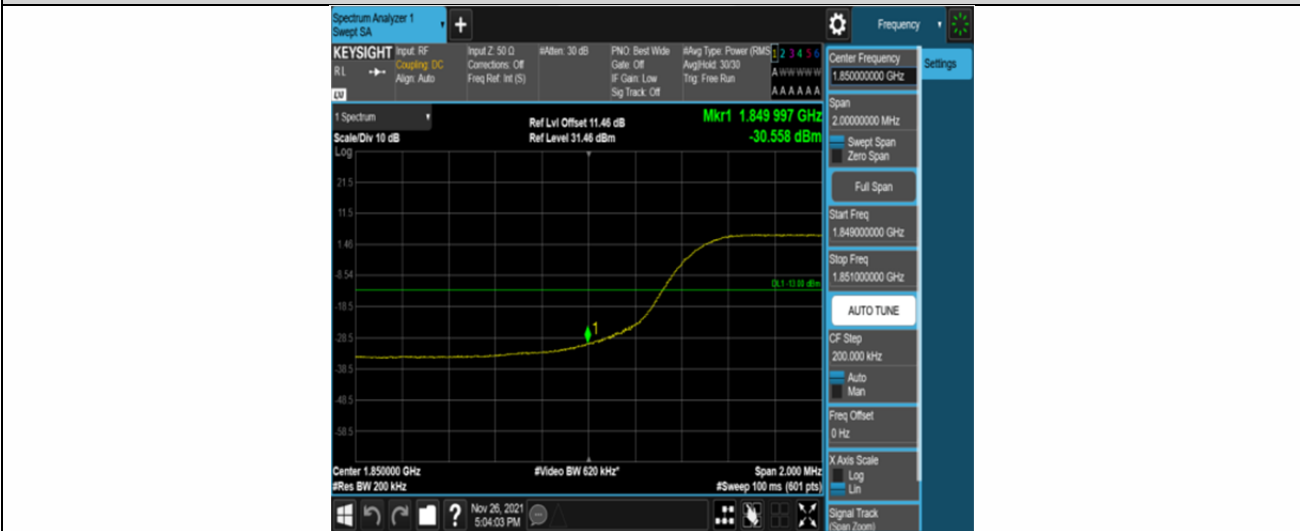 Spectrum Analyzer 1
Swept SA
+
Frequency
KEYSIGHT
R L
LW
Input: RF
Coupling: DC
Align: Auto
Input Z: 50 Ω
Corrections: Off
Freq Ref: Int (S)
#Atten: 30 dB
PNO: Best Wide
Gate: Off
IF Gain: Low
Sig Track: Off
#Avg Type: Power (RMS
Avg|Hold: 30/30
Trig: Free Run
1 2 3 4 5 6
A W W W W W
A A A A A A
Center Frequency
1.850000000 GHz
Settings
Span
2.00000000 MHz
Swept Span
Zero Span
Full Span
Start Freq
1.849000000 GHz
Stop Freq
1.851000000 GHz
AUTO TUNE
CF Step
200.000 kHz
Auto
Man
Freq Offset
0 Hz
X Axis Scale
Log
Lin
Signal Track
(Span Zoom)
1 Spectrum
Scale/Div 10 dB
Log
Ref Lvl Offset 11.46 dB
Ref Level 31.46 dBm
Mkr1 1.849 997 GHz
-30.558 dBm
21.5
11.5
1.46
-8.54
-18.5
-28.5
-38.5
-48.5
-58.5
DL1 -13.00 dBm
1
Center 1.850000 GHz
#Res BW 200 kHz
#Video BW 620 kHz*
Span 2.000 MHz
#Sweep 100 ms (601 pts)
?
Nov 26, 2021
5:04:03 PM